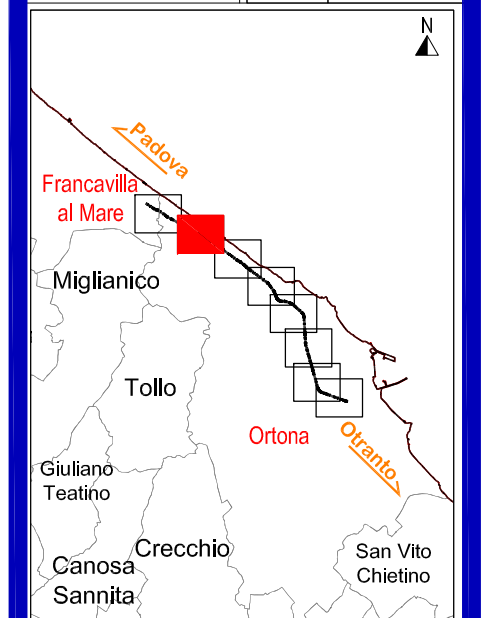 N
Padova
Francavilla
al Mare
Miglianico
Tollo
Ortona
Otranto
Giuliano
Teatino
Crecchio
San Vito
Chietino
Canosa
Sannita